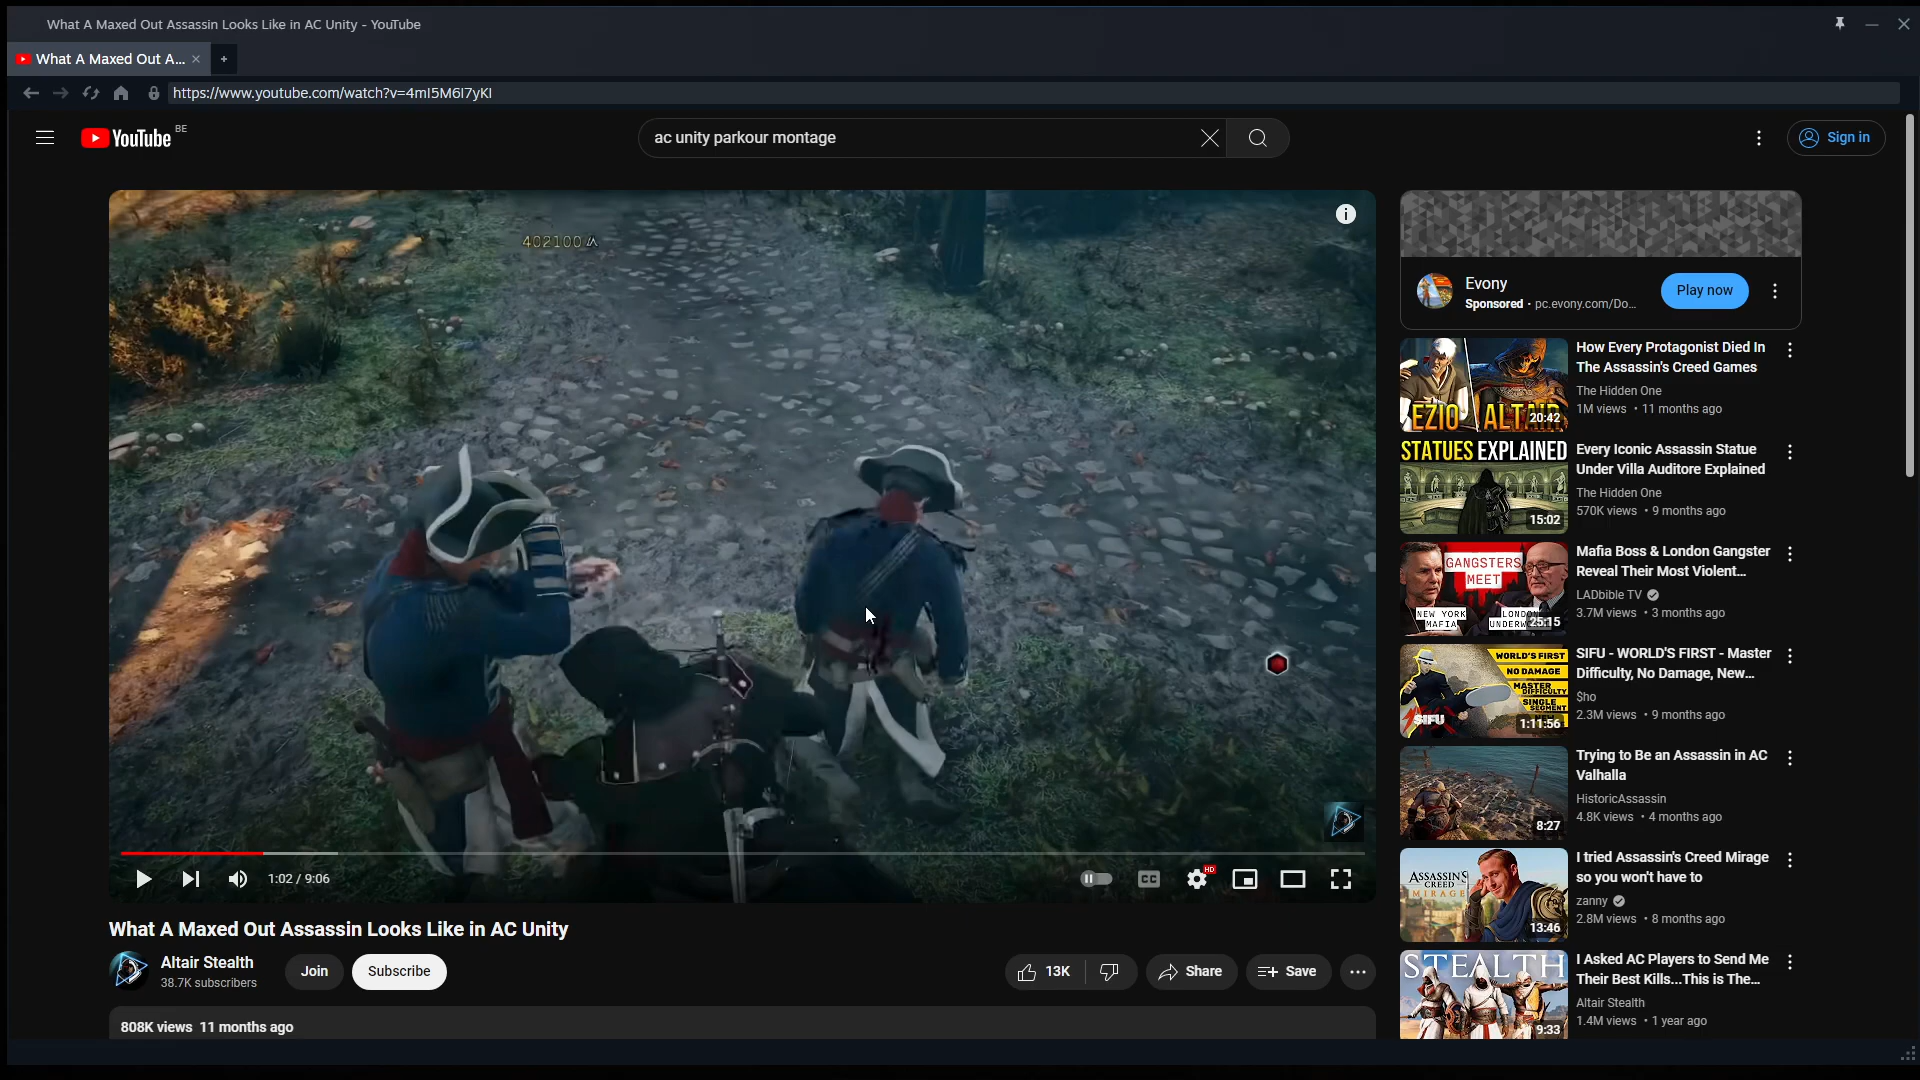 What A Maxed Out Assassin Looks Like in AC Unity - YouTube
What A Maxed Out A...
https://www.youtube.com/watch?v=4mI5M6I7yKI
YouTube BE
ac unity parkour montage
Sign in
402100
1:02 / 9:06
CC
HD
What A Maxed Out Assassin Looks Like in AC Unity
Altair Stealth
38.7K subscribers
Join
Subscribe
13K
Share
Save
808K views 11 months ago
Evony
Sponsored · pc.evony.com/Do...
Play now
EZIO ALTAIR
20:42
How Every Protagonist Died In
The Assassin's Creed Games
The Hidden One
1M views • 11 months ago
STATUES EXPLAINED
15:02
Every Iconic Assassin Statue
Under Villa Auditore Explained
The Hidden One
570K views • 9 months ago
GANGSTERS
MEET
NEW YORK
MAFIA
LONDON
UNDERW
25:15
Mafia Boss & London Gangster
Reveal Their Most Violent...
LADbible TV
3.7M views • 3 months ago
WORLD'S FIRST
NO DAMAGE
MASTER
DIFFICULTY
SINGLE
SEGMENT
SIFU
1:11:56
SIFU - WORLD'S FIRST - Master
Difficulty, No Damage, New...
$ho
2.3M views • 9 months ago
8:27
Trying to Be an Assassin in AC
Valhalla
HistoricAssassin
4.8K views • 4 months ago
ASSASSIN'S
CREED
MIRAGE
13:46
I tried Assassin's Creed Mirage
so you won't have to
zanny
2.8M views • 8 months ago
STEALTH
9:33
I Asked AC Players to Send Me
Their Best Kills...This is The...
Altair Stealth
1.4M views • 1 year ago